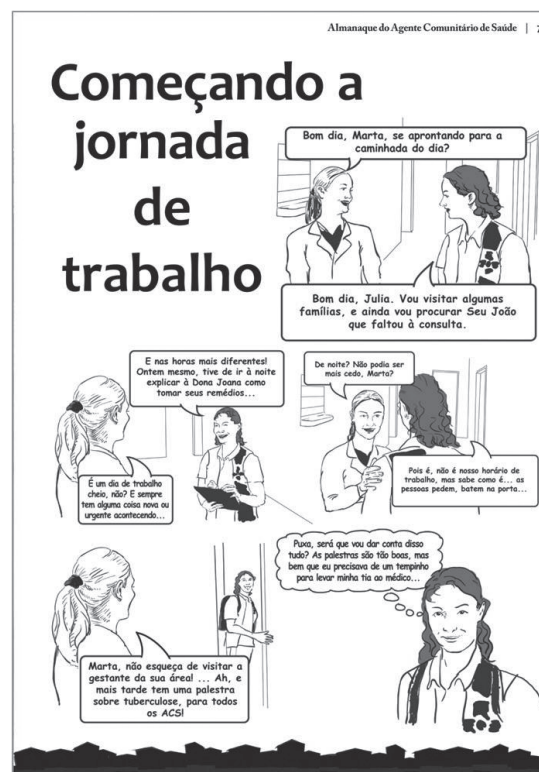 Almanaque do Agente Comunitário de Saúde | 7
Começando a
jornada
de
trabalho
Bom dia, Marta, se aprontando para a
caminhada do dia?
Bom dia, Julia. Vou visitar algumas
famílias, e ainda vou procurar Seu João
que faltou à consulta.
É um dia de trabalho
cheio, não? E sempre
tem alguma coisa nova ou
urgente acontecendo...
E nas horas mais diferentes!
Ontem mesmo, tive de ir à noite
explicar à Dona Joana como
tomar seus remédios...
De noite? Não podia ser
mais cedo, Marta?
Pois é, não é nosso horário de
trabalho, mas sabe como é... as
pessoas pedem, batem na porta...
Marta, não esqueça de visitar a
gestante da sua área! ... Ah, e
mais tarde tem uma palestra
sobre tuberculose, para todos
os ACS!
Puxa, será que vou dar conta disso
tudo? As palestras são tão boas, mas
bem que eu precisava de um tempinho
para levar minha tia ao médico...